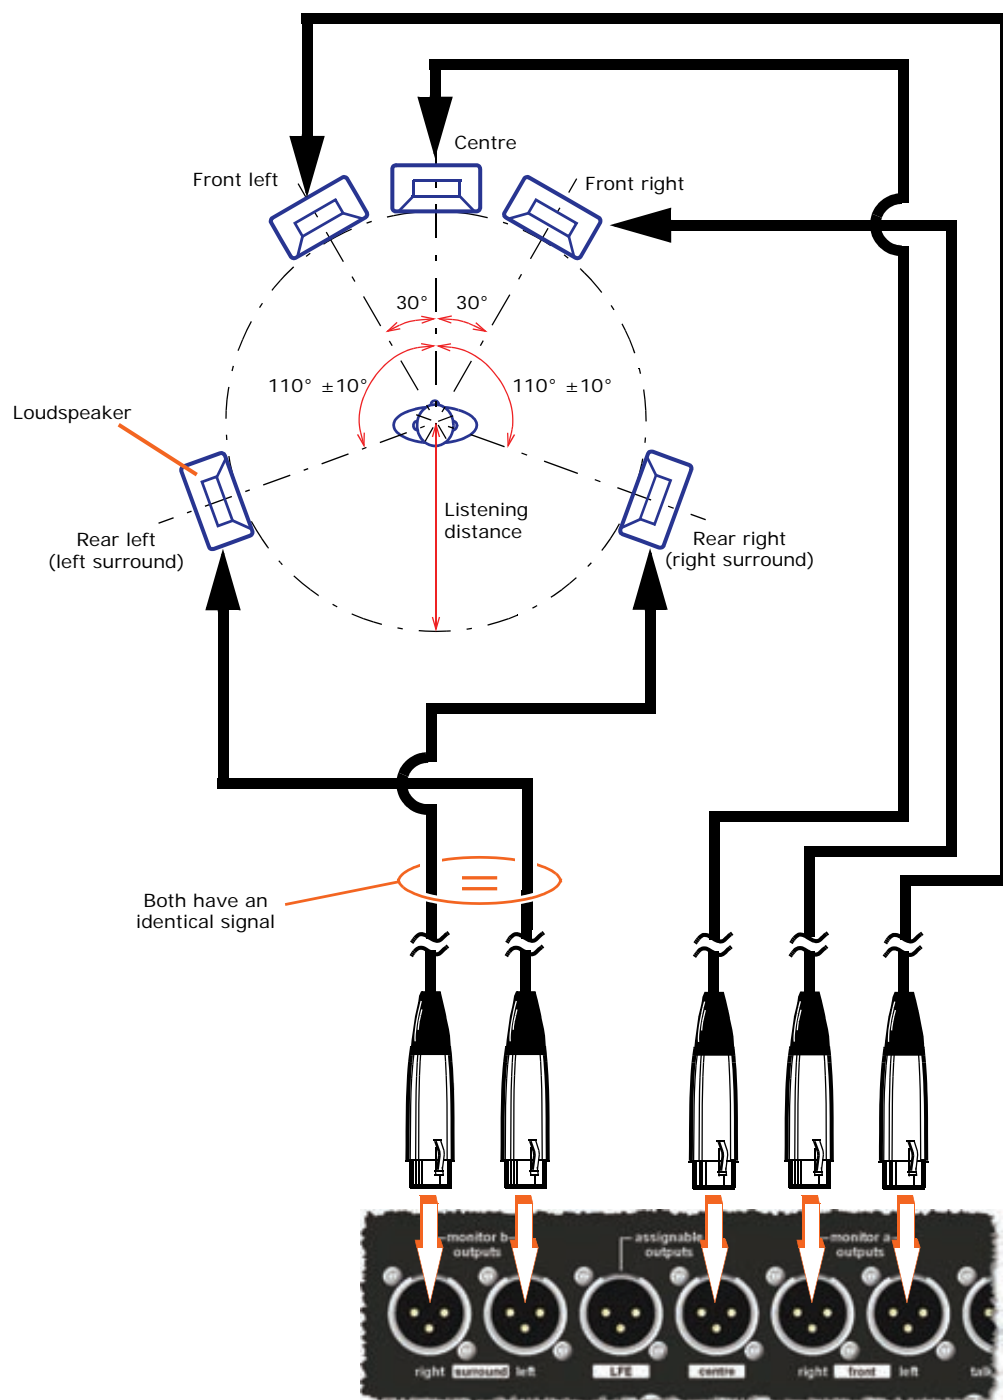 Centre
Front left
Front right
30°
30°
110° ±10°
110° ±10°
Loudspeaker
Listening
distance
Rear left
(left surround)
Rear right
(right surround)
Both have an
identical signal
=
monitor b
outputs
assignable
outputs
monitor a
outputs
right
surround
left
LFE
centre
right
front
left
talk